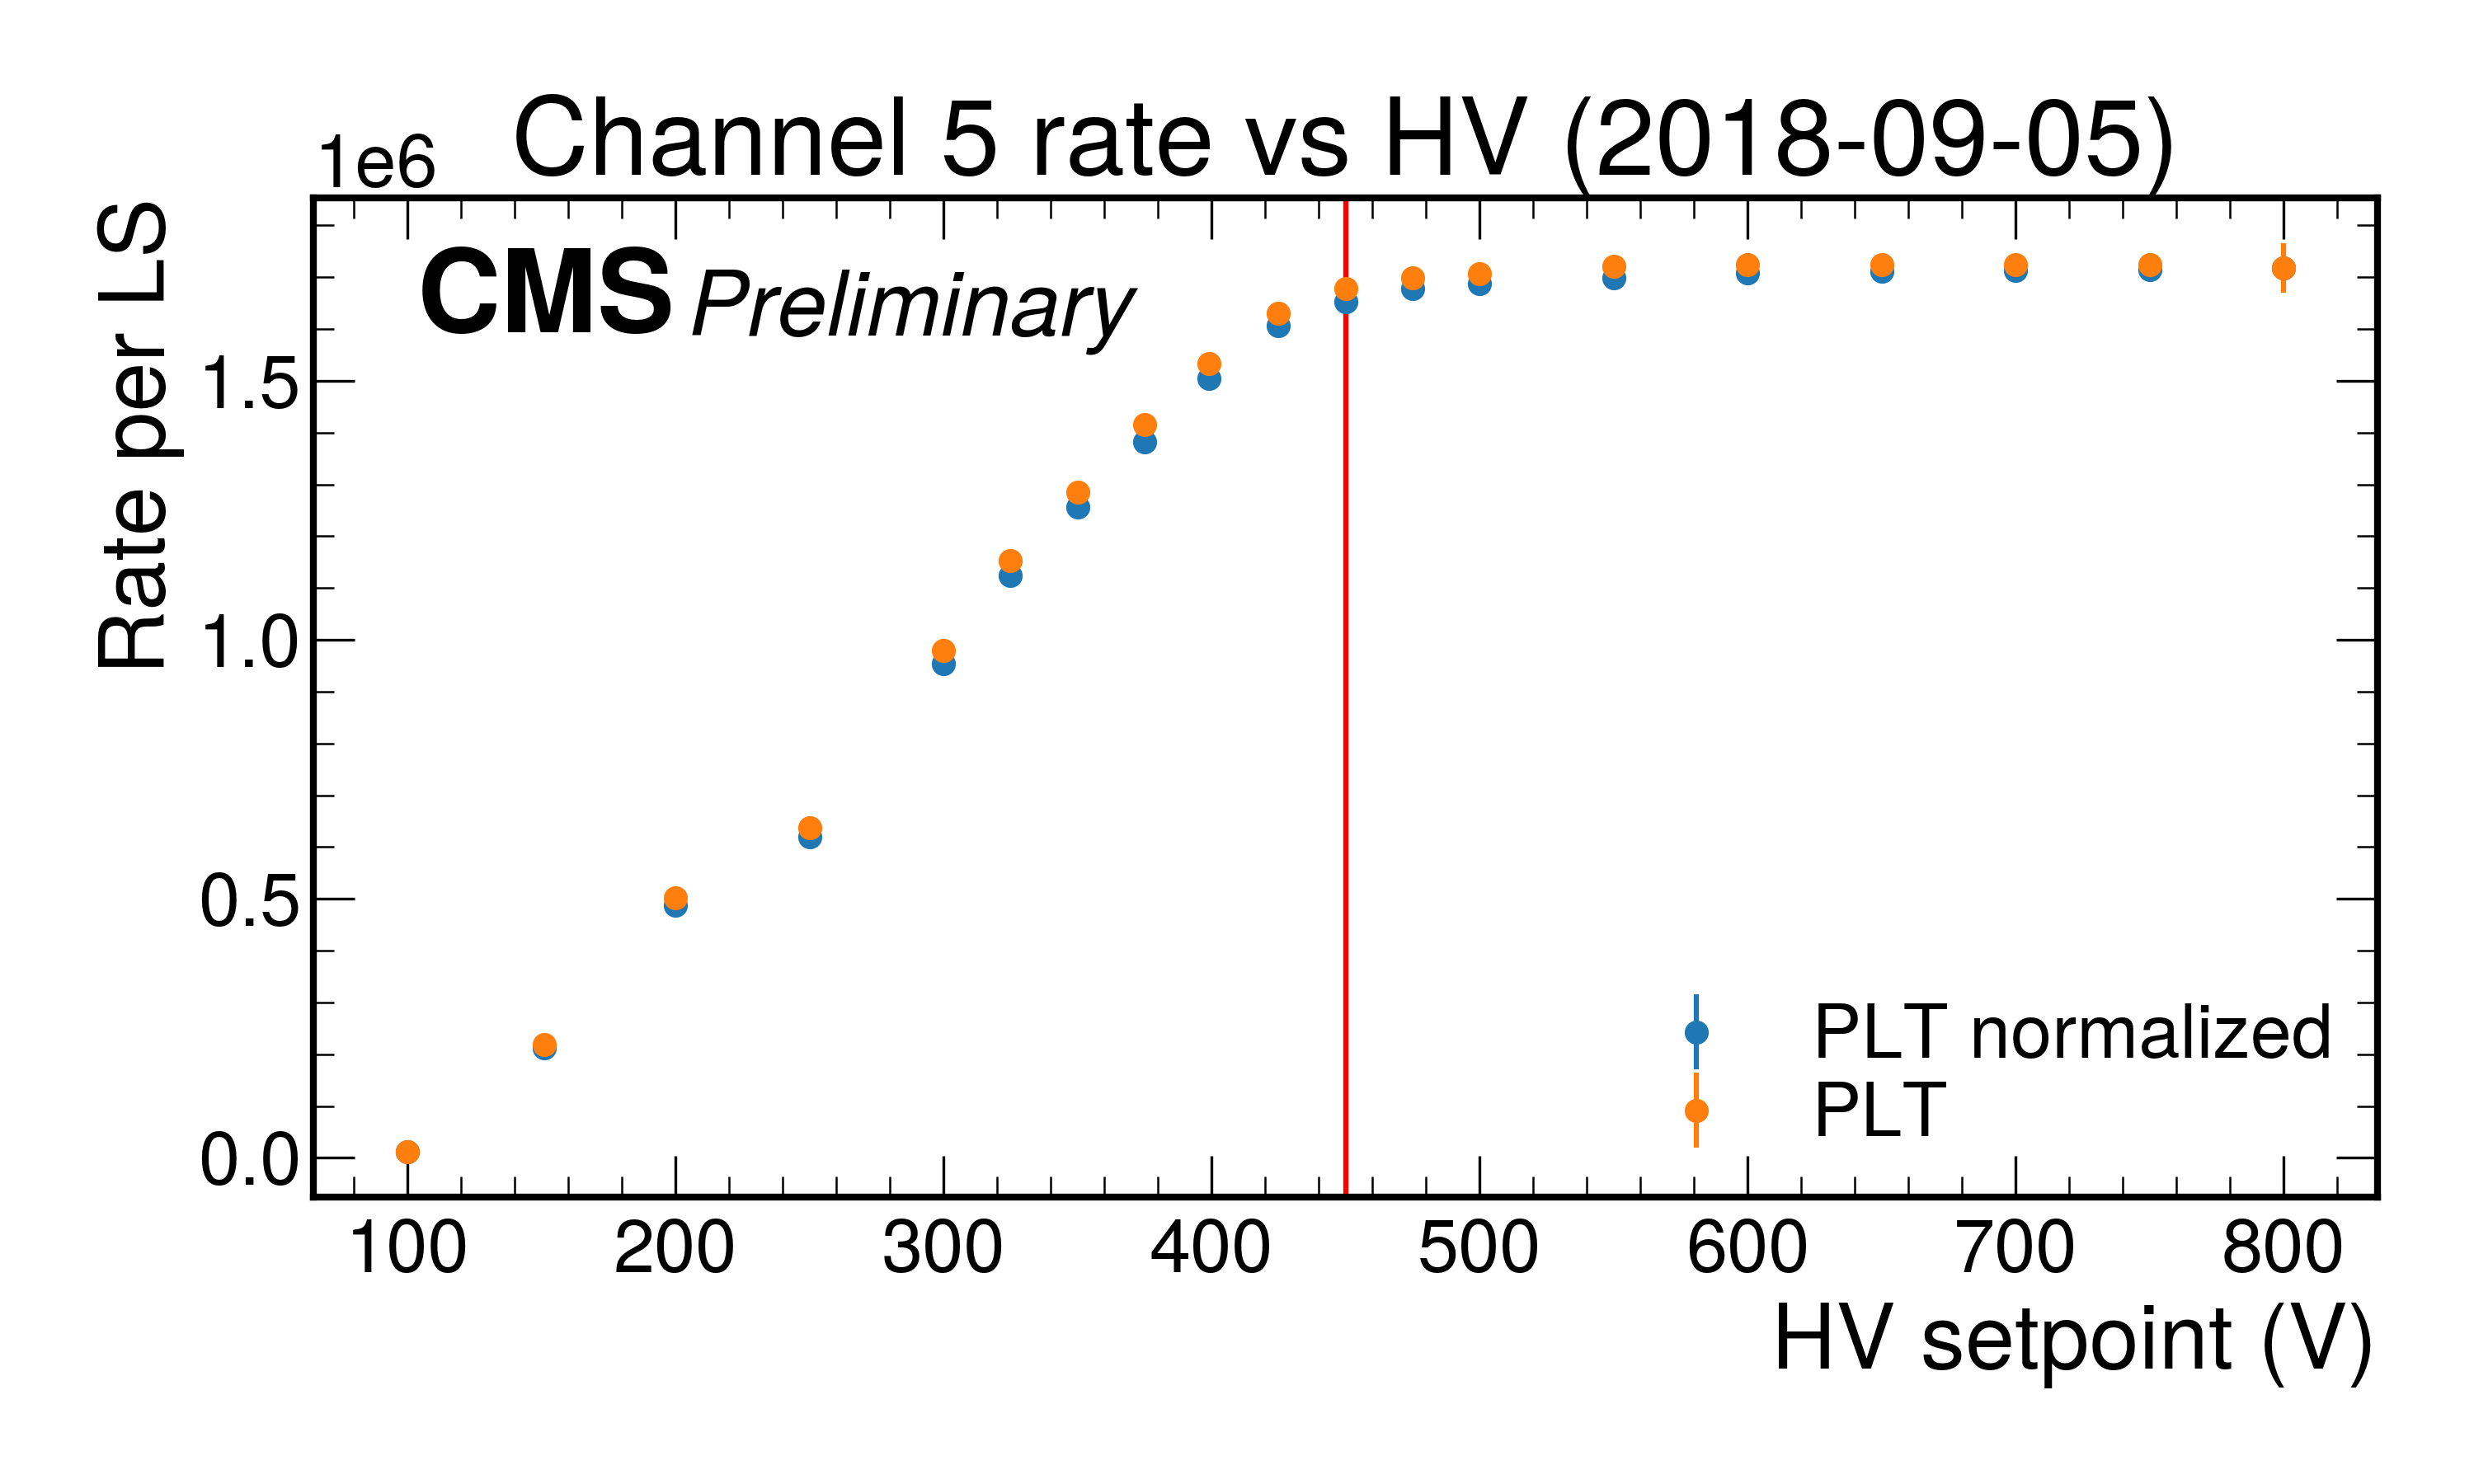 Channel 5 rate vs HV (2018-09-05)
1e6
CMS Preliminary
Rate per LS
1.5
1.0
0.5
0.0
PLT normalized
PLT
100 200 300 400 500 600 700 800
HV setpoint (V)